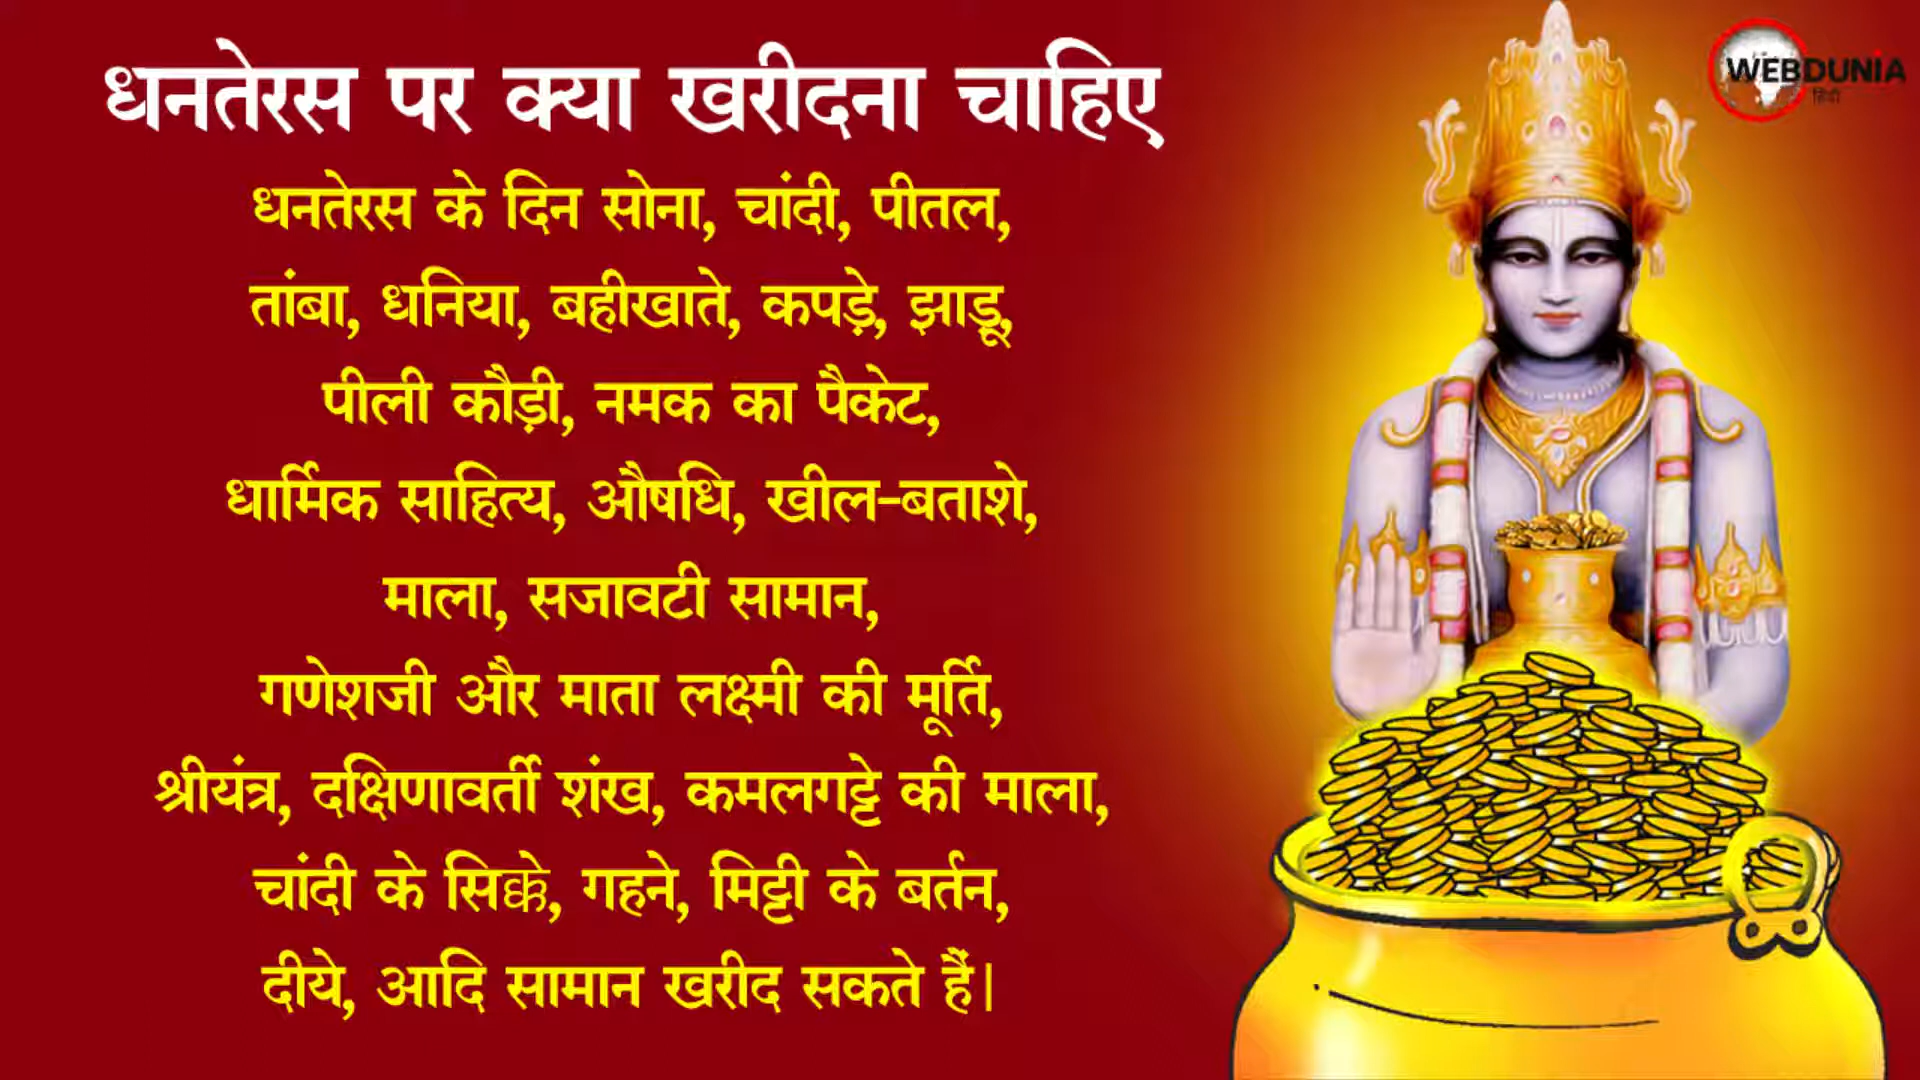 धनतेरस पर क्या खरीदना चाहिए
धनतेरस के दिन सोना, चांदी, पीतल,
तांबा, धनिया, बहीखाते, कपड़े, झाड़ू,
पीली कौड़ी, नमक का पैकेट,
धार्मिक साहित्य, औषधि, खील-बताशे,
माला, सजावटी सामान,
गणेशजी और माता लक्ष्मी की मूर्ति,
श्रीयंत्र, दक्षिणावर्ती शंख, कमलगट्टे की माला,
चांदी के सिक्के, गहने, मिट्टी के बर्तन,
दीये, आदि सामान खरीद सकते हैं।
WEBDUNIA
हिंदी